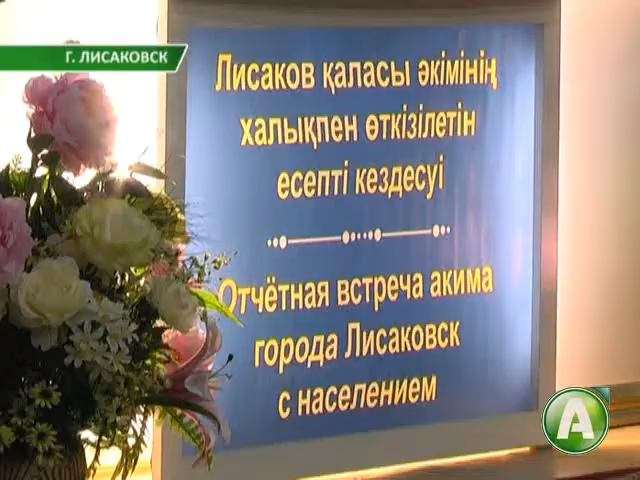 Г. ЛИСАКОВСК
Лисаков қаласы әкімінің
халықпен өткізілетін
есепті кездесуі
Отчётная встреча акима
города Лисаковск
с населением
А